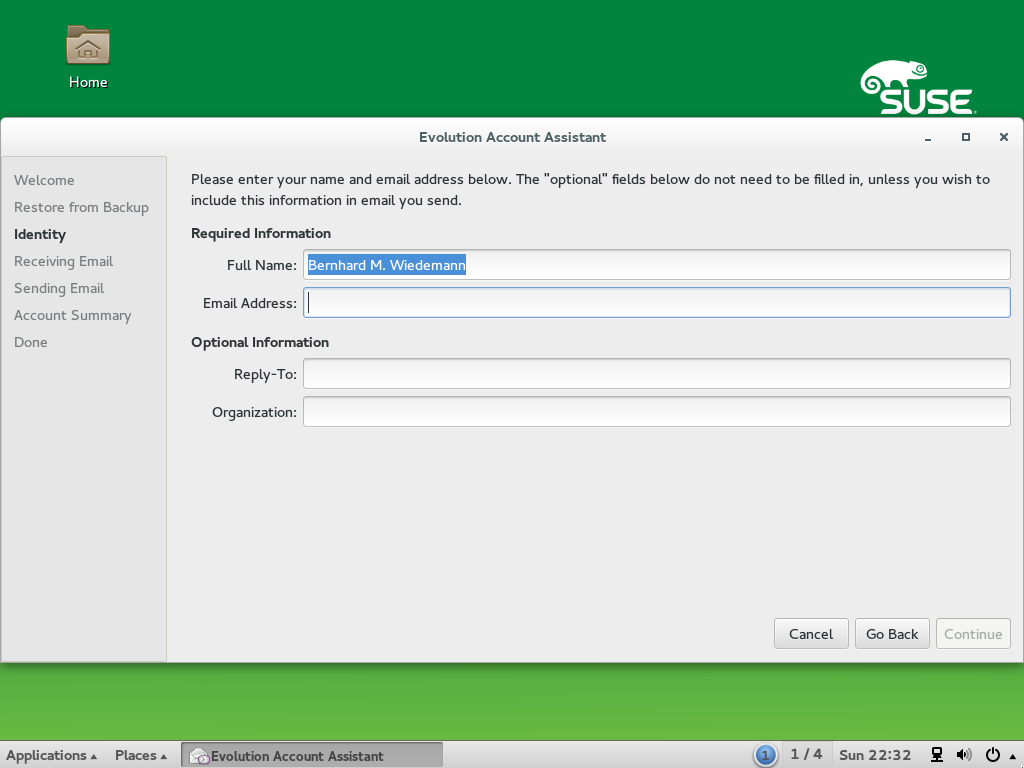 Home
SUSE
Evolution Account Assistant
Welcome
Restore from Backup
Identity
Receiving Email
Sending Email
Account Summary
Done
Please enter your name and email address below. The "optional" fields below do not need to be filled in, unless you wish to
include this information in email you send.
Required Information
Full Name: Bernhard M. Wiedemann
Email Address:
Optional Information
Reply-To:
Organization:
Cancel Go Back Continue
Applications Places Evolution Account Assistant 1 1 / 4 Sun 22:32